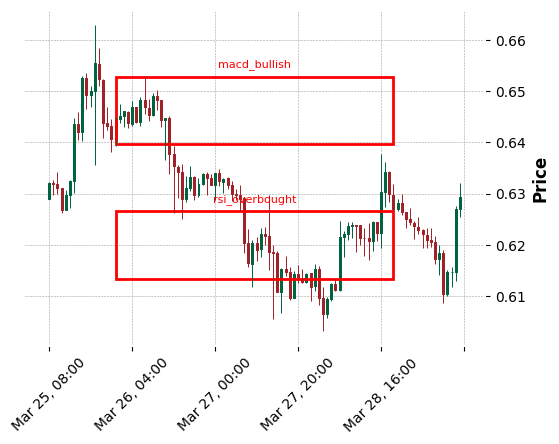 0.66
macd_bullish
0.65
0.64
0.63
rsi_overbought
0.62
0.61
Price
Mar 25, 08:00
Mar 26, 04:00
Mar 27, 00:00
Mar 27, 20:00
Mar 28, 16:00